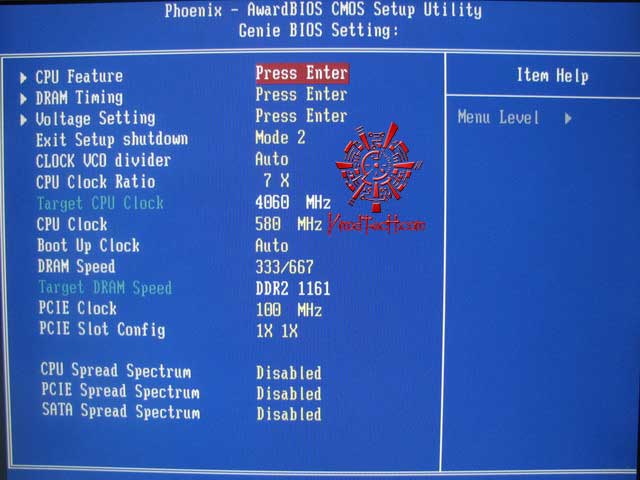 Phoenix - AwardBIOS CMOS Setup Utility
Genie BIOS Setting:
CPU Feature Press Enter
DRAM Timing Press Enter
Voltage Setting Press Enter
Exit Setup shutdown Mode 2
CLOCK VCO divider Auto
CPU Clock Ratio 7 X
Target CPU Clock 4060 MHz
CPU Clock 580 MHz
Boot Up Clock Auto
DRAM Speed 333/667
Target DRAM Speed DDR2 1161
PCIE Clock 100 MHz
PCIE Slot Config 1X 1X
CPU Spread Spectrum Disabled
PCIE Spread Spectrum Disabled
SATA Spread Spectrum Disabled
Item Help
Menu Level
VmodTech.com